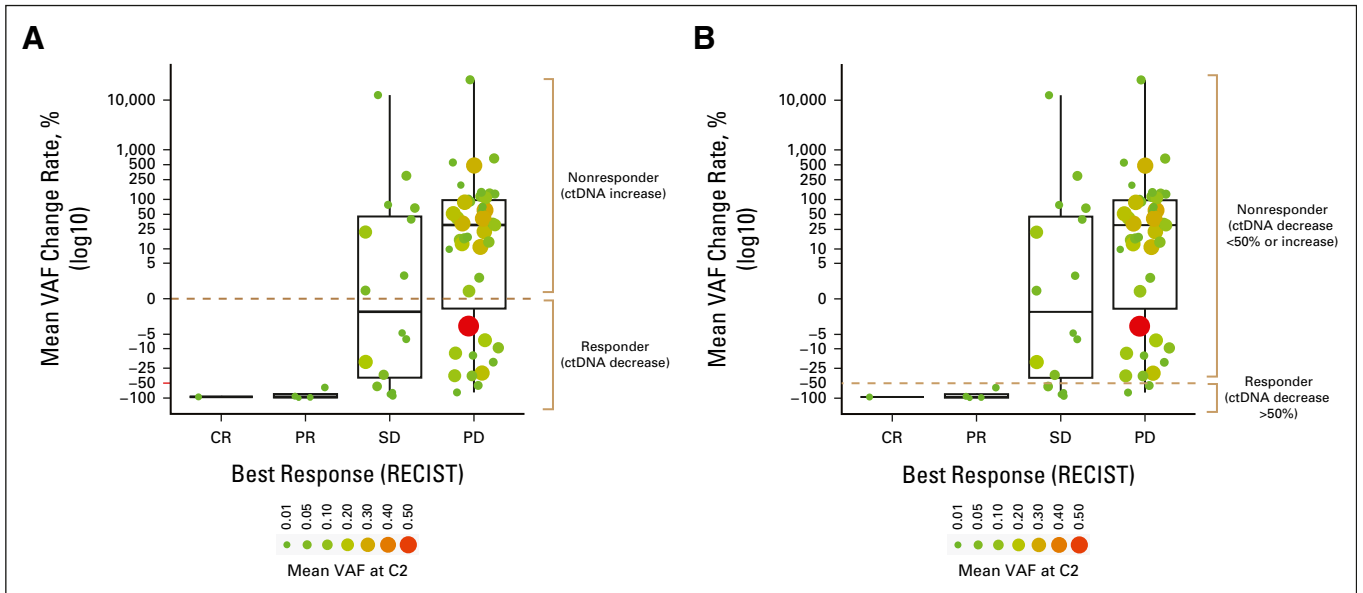 A
Mean VAF Change Rate, %
(log10)
10,000
1,000
500
250
100
50
25
10
5
0
−5
−10
−25
−50
−100
Nonresponder
(ctDNA increase)
Responder
(ctDNA decrease)
CR PR SD PD
Best Response (RECIST)
0.01 0.05 0.10 0.20 0.30 0.40 0.50
Mean VAF at C2
B
Mean VAF Change Rate, %
(log10)
10,000
1,000
500
250
100
50
25
10
5
0
−5
−10
−25
−50
−100
Nonresponder
(ctDNA decrease
<50% or increase)
Responder
(ctDNA decrease
>50%)
CR PR SD PD
Best Response (RECIST)
0.01 0.05 0.10 0.20 0.30 0.40 0.50
Mean VAF at C2